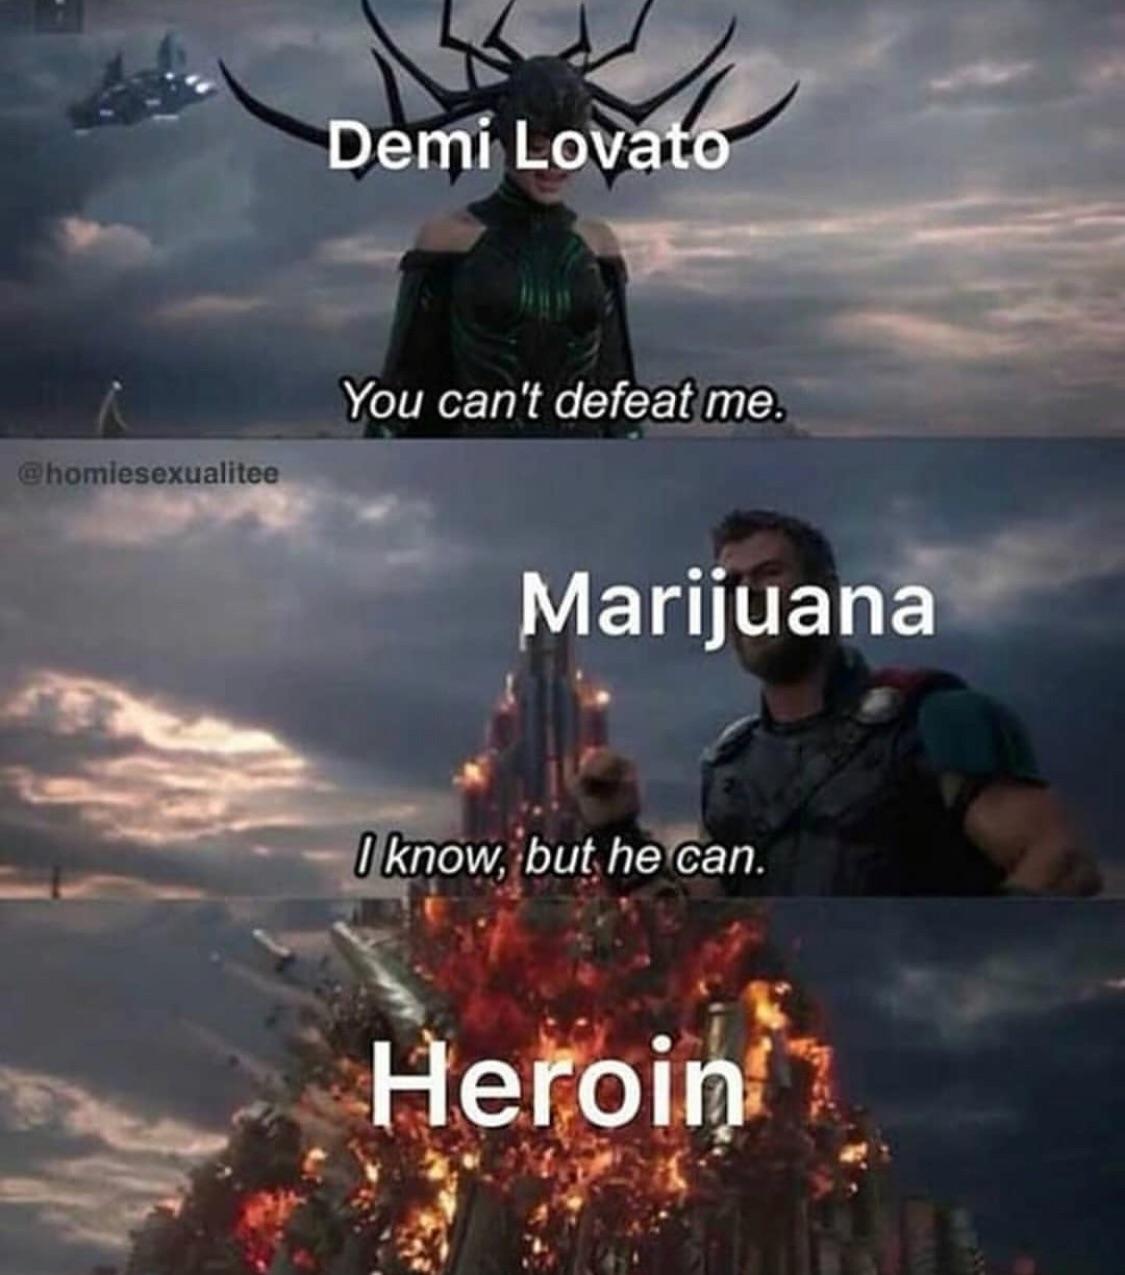 Demi Lovato
You can't defeat me.
@homiesexualitee
Marijuana
I know, but he can.
Heroin